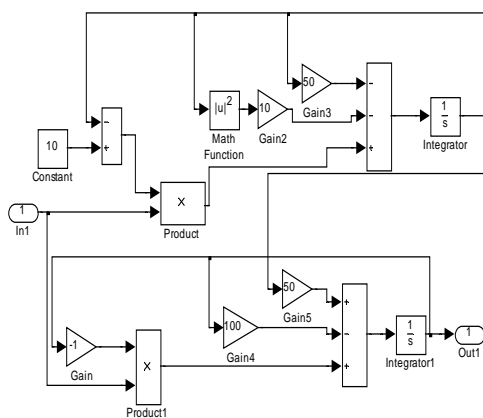 50
−
|u|²
10
−
1
s
Math
Function
Gain2
Gain3
+
Integrator
−
+
10
Constant
X
Product
1
In1
50
+
Gain5
100
−
1
s
1
-1
Gain
X
Gain4
+
Integrator1
Out1
Product1